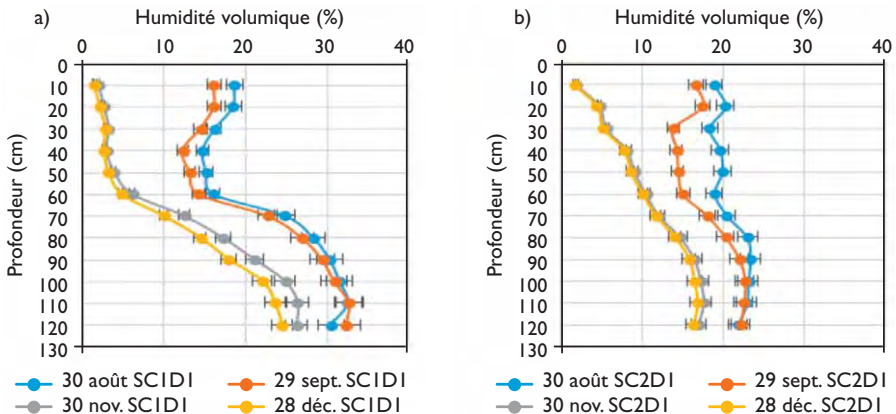 a) Humidité volumique (%)
0 10 20 30 40
Profondeur (cm)
0
10
20
30
40
50
60
70
80
90
100
110
120
130
30 août SC1D1 29 sept. SC1D1
30 nov. SC1D1 28 déc. SC1D1
b) Humidité volumique (%)
0 10 20 30 40
Profondeur (cm)
0
10
20
30
40
50
60
70
80
90
100
110
120
130
30 août SC2D1 29 sept. SC2D1
30 nov. SC2D1 28 déc. SC2D1